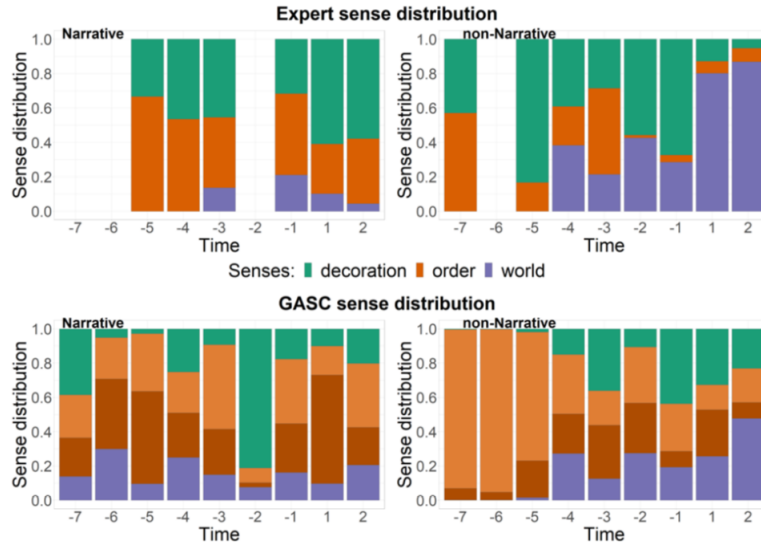 Expert sense distribution
Narrative
non-Narrative
Sense distribution
1.0
0.8
0.6
0.4
0.2
0.0
-7 -6 -5 -4 -3 -2 -1 1 2
Time
Sense distribution
1.0
0.8
0.6
0.4
0.2
0.0
-7 -6 -5 -4 -3 -2 -1 1 2
Time
Senses: decoration order world
GASC sense distribution
Narrative
non-Narrative
Sense distribution
1.0
0.8
0.6
0.4
0.2
0.0
-7 -6 -5 -4 -3 -2 -1 1 2
Time
Sense distribution
1.0
0.8
0.6
0.4
0.2
0.0
-7 -6 -5 -4 -3 -2 -1 1 2
Time